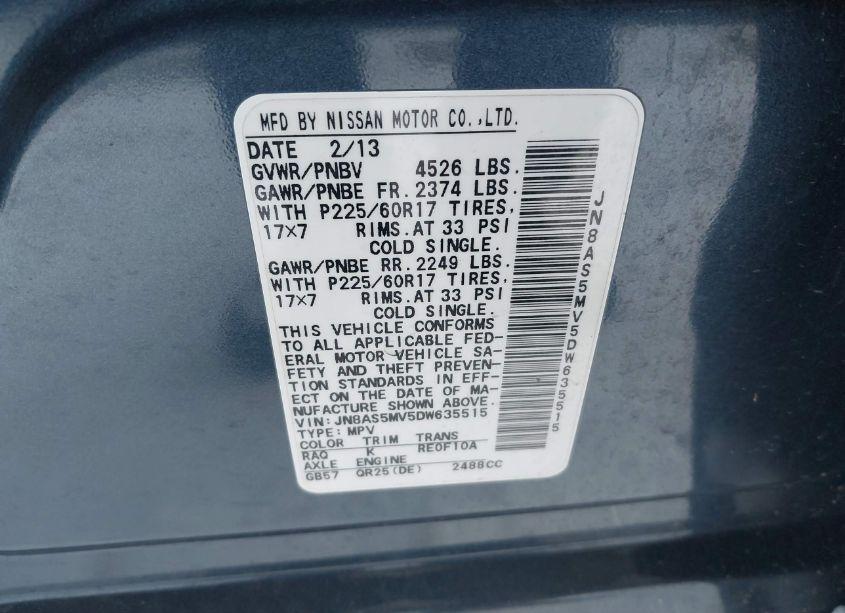 MFD BY NISSAN MOTOR CO.,LTD.
DATE 2/13
GVWR/PNBV 4526 LBS.
GAWR/PNBE FR. 2374 LBS.
WITH P225/60R17 TIRES,
17×7 RIMS.AT 33 PSI
COLD SINGLE.
GAWR/PNBE RR. 2249 LBS.
WITH P225/60R17 TIRES,
17×7 RIMS.AT 33 PSI
COLD SINGLE.
THIS VEHICLE CONFORMS
TO ALL APPLICABLE FED-
ERAL MOTOR VEHICLE SA-
FETY AND THEFT PREVEN-
TION STANDARDS IN EFF-
ECT ON THE DATE OF MA-
NUFACTURE SHOWN ABOVE.
VIN: JN8AS5MV5DW635515
TYPE: MPV
COLOR TRIM TRANS
RAQ K RE0F10A
AXLE ENGINE
GB57 QR25(DE) 2488CC
JN8AS5MV5DW635515